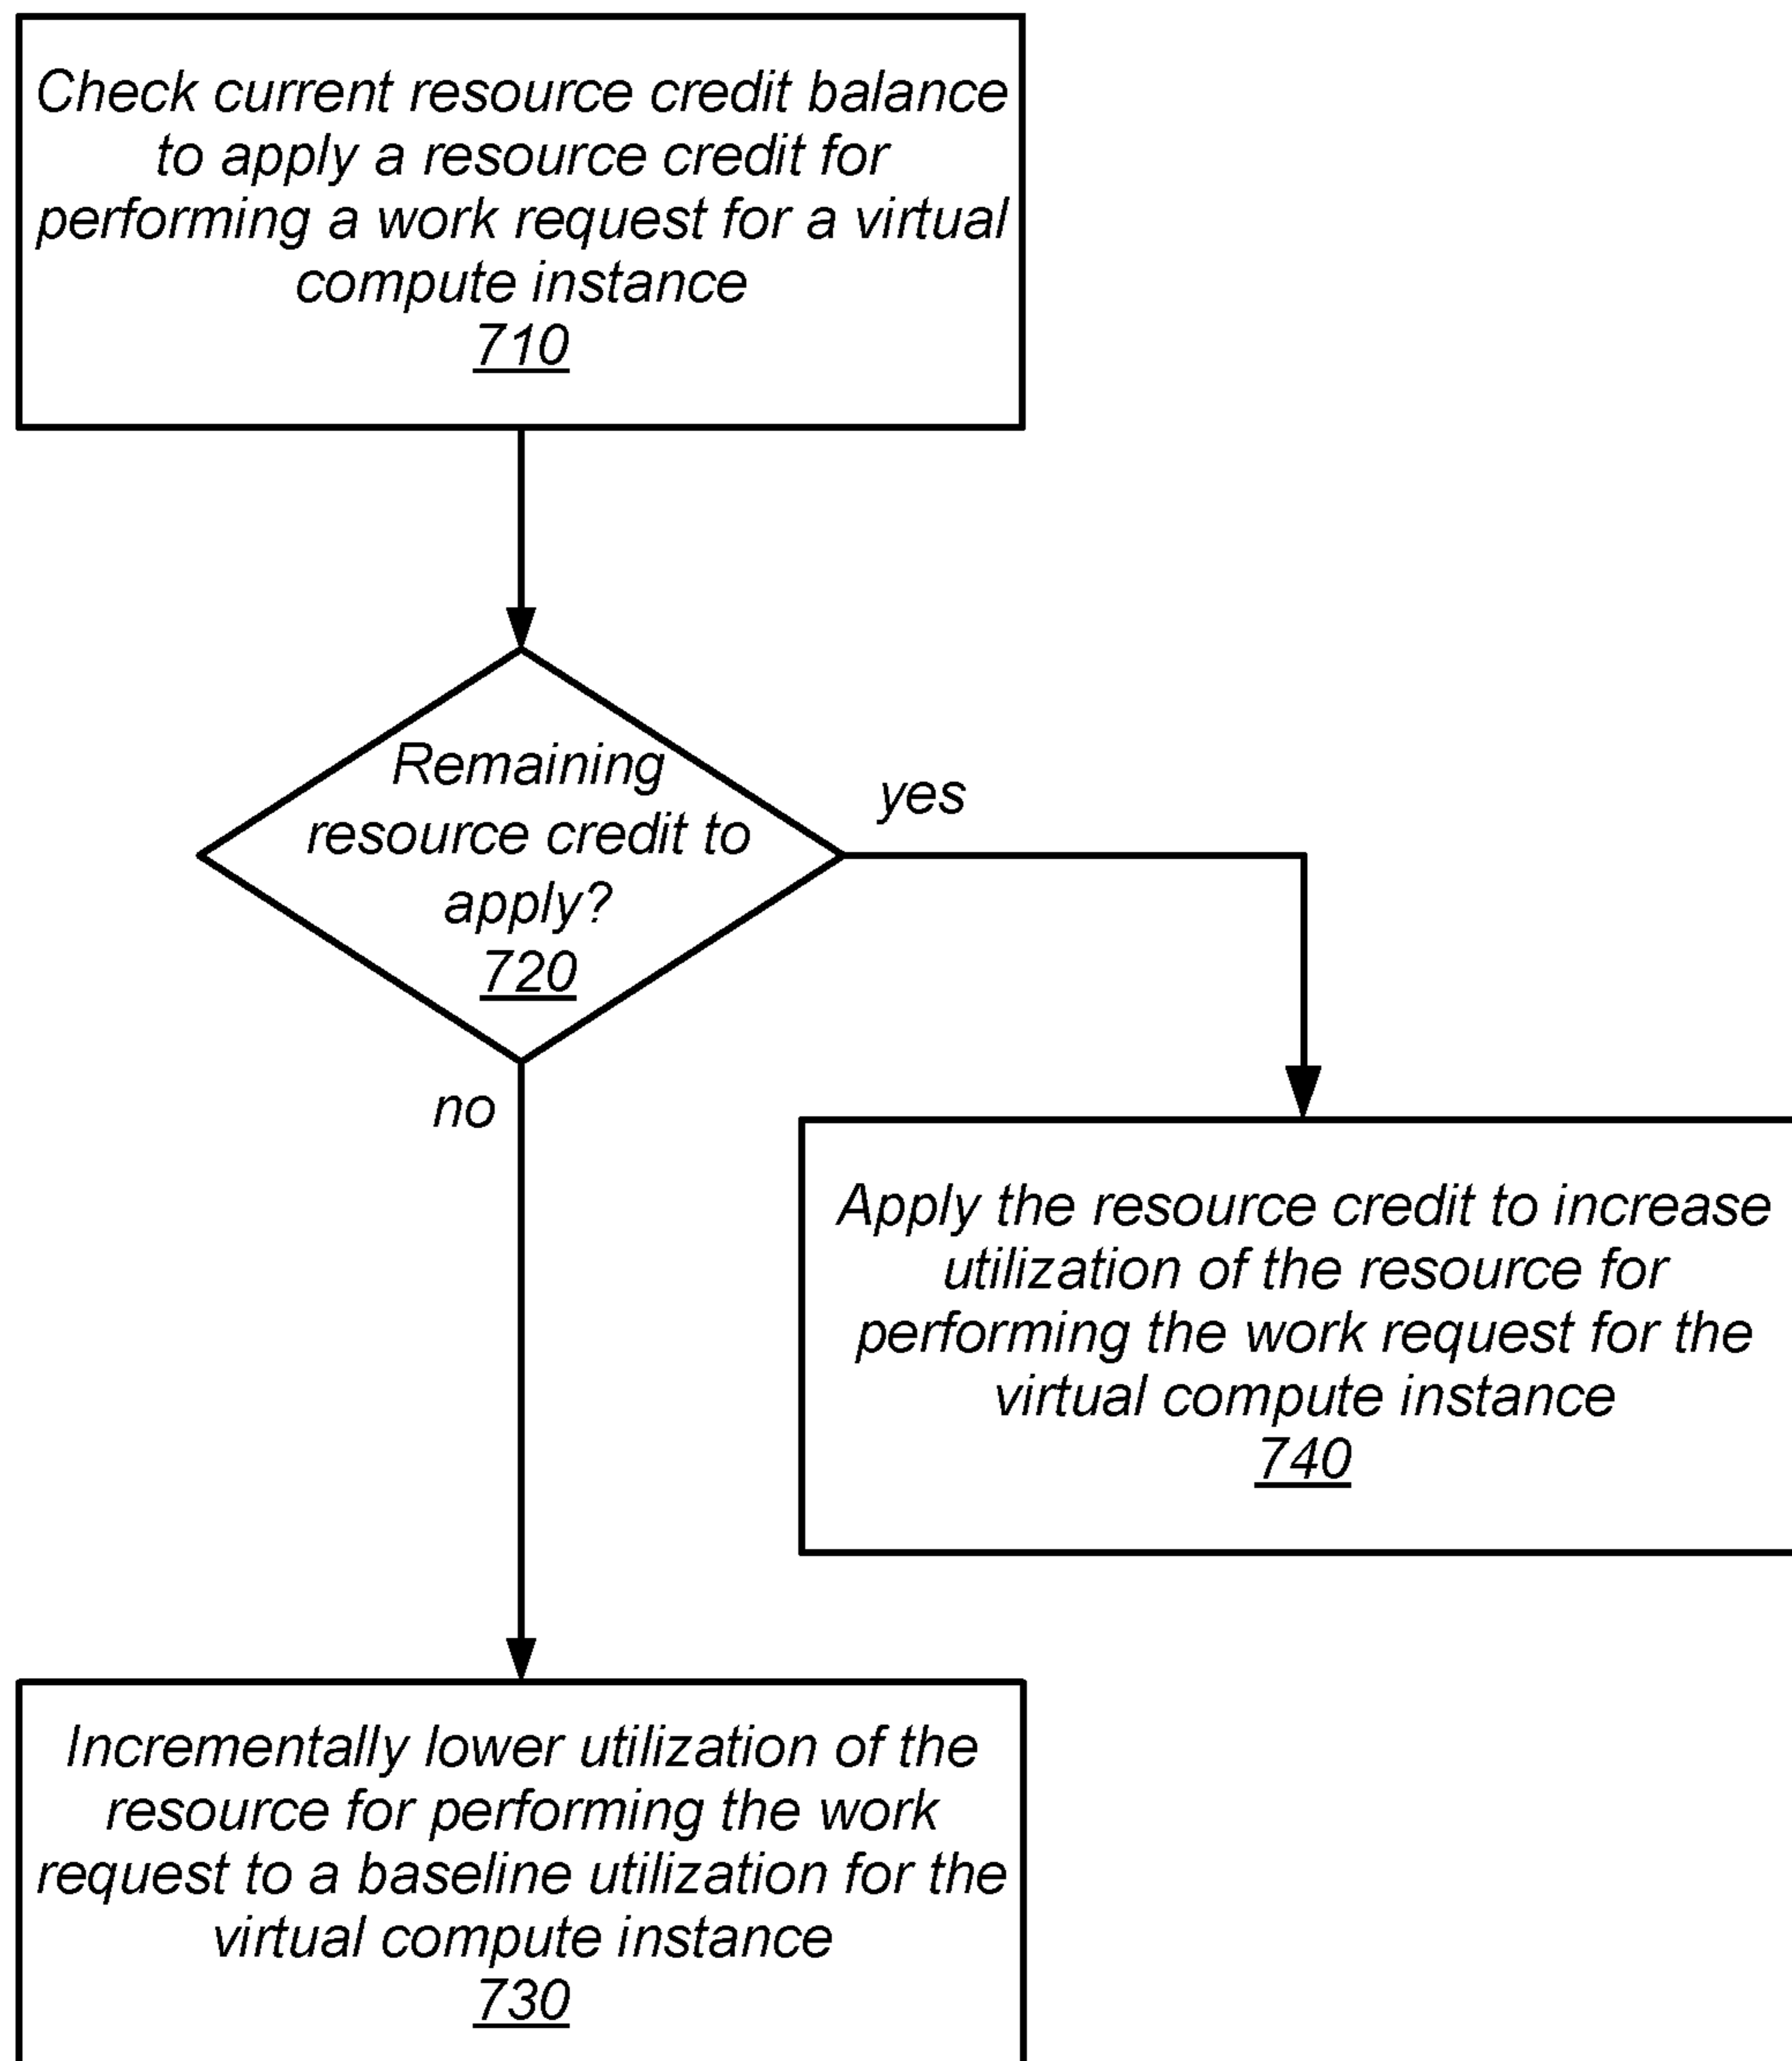 Check current resource credit balance
to apply a resource credit for
performing a work request for a virtual
compute instance
710
Remaining
resource credit to
apply?
720
yes
no
Apply the resource credit to increase
utilization of the resource for
performing the work request for the
virtual compute instance
740
Incrementally lower utilization of the
resource for performing the work
request to a baseline utilization for the
virtual compute instance
730